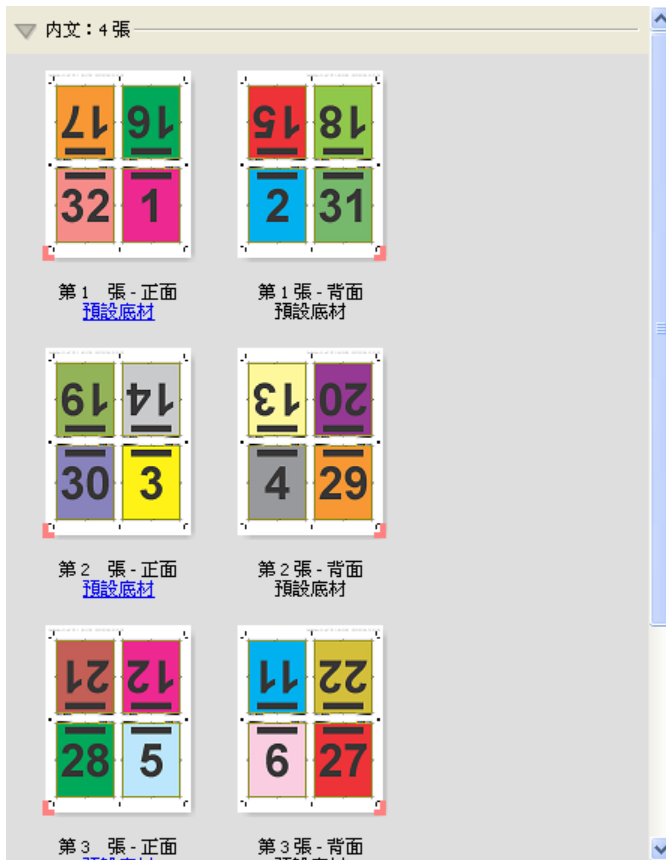 内文：4 張
17 16
32 1
15 18
2 31
第 1 張 - 正面
預設底材
第 1 張 - 背面
預設底材
19 14
30 3
13 20
4 29
第 2 張 - 正面
預設底材
第 2 張 - 背面
預設底材
21 12
28 5
11 22
6 27
第 3 張 - 正面
第 3 張 - 背面